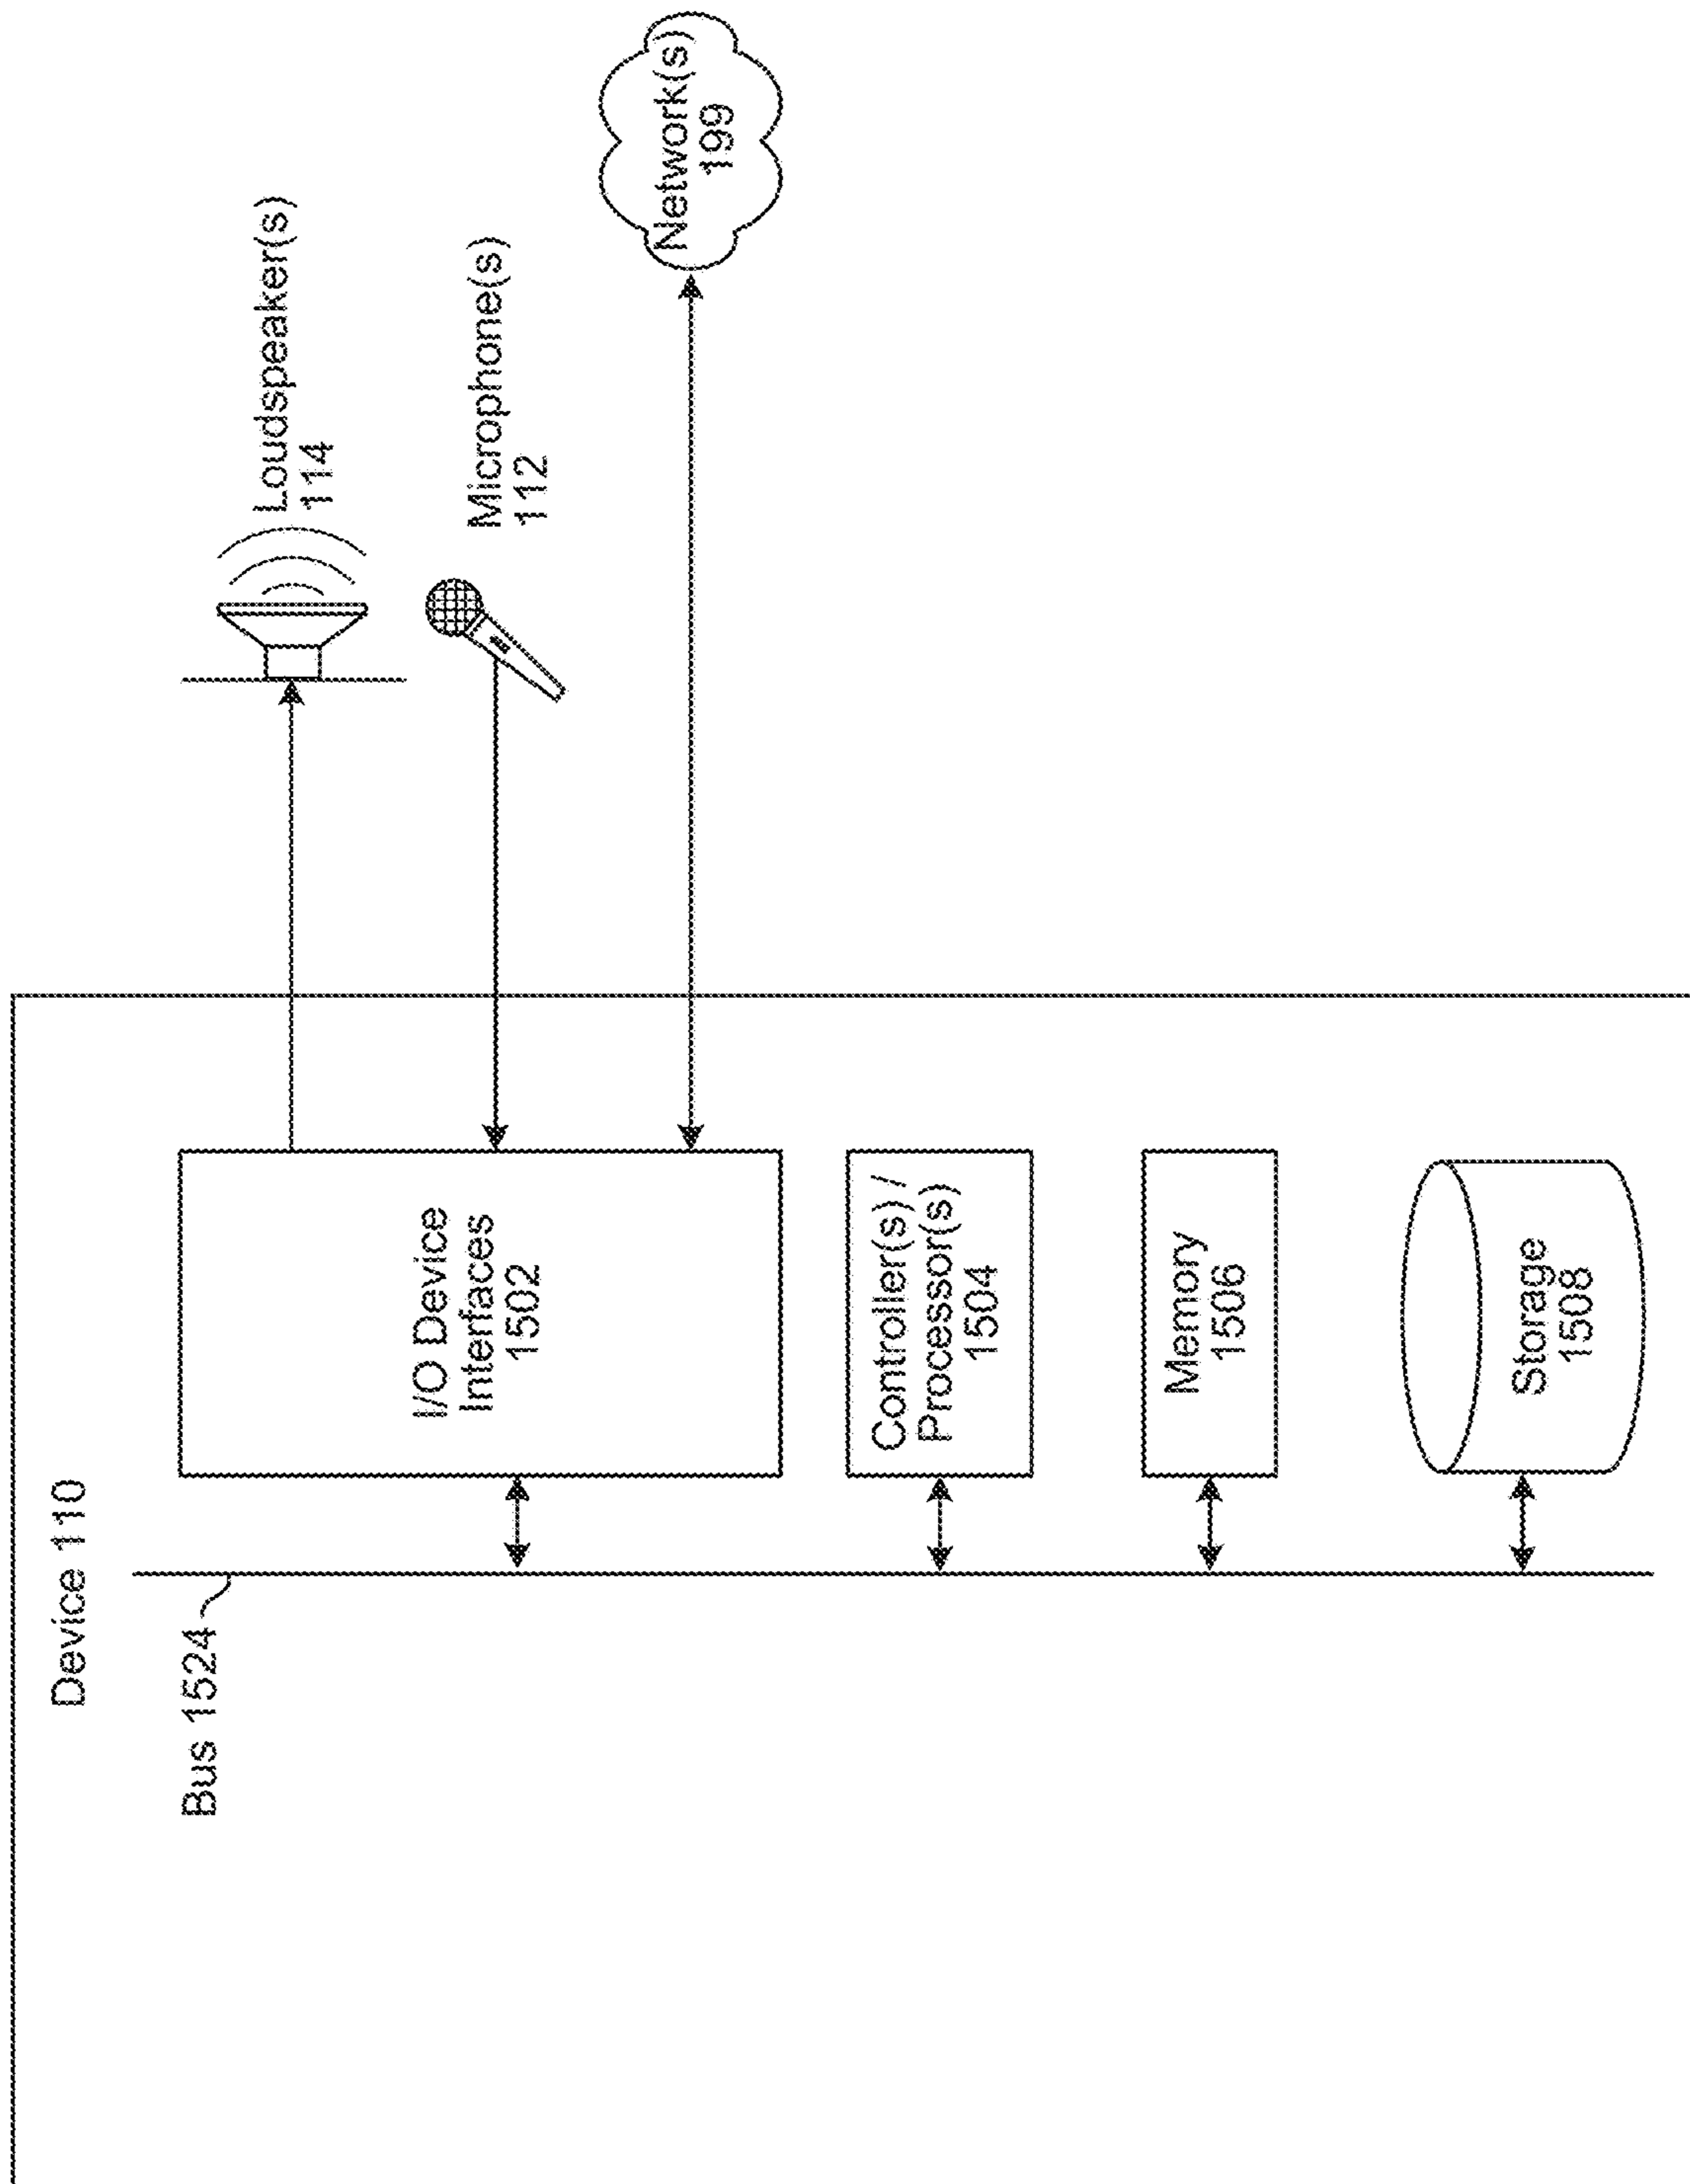 Device 110
Bus 1524
I/O Device
Interfaces
1502
Loudspeaker(s)
114
Microphone(s)
112
Network(s)
199
Controller(s) /
Processor(s)
1504
Memory
1506
Storage
1508